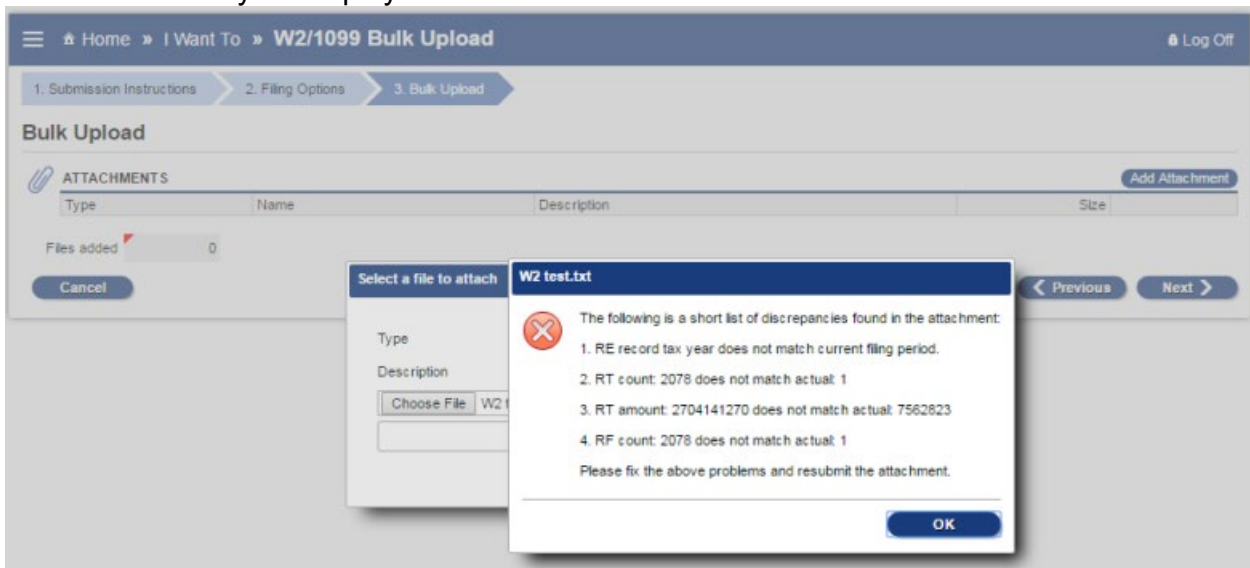 Home » I Want To » W2/1099 Bulk Upload
Log Off
1. Submission Instructions
2. Filing Options
3. Bulk Upload
Bulk Upload
ATTACHMENTS
Add Attachment
Type Name Description Size
Files added 0
Cancel
Previous
Next
Select a file to attach
Type
Description
Choose File W2
W2 test.txt
The following is a short list of discrepancies found in the attachment:
1. RE record tax year does not match current filing period.
2. RT count: 2078 does not match actual: 1
3. RT amount: 2704141270 does not match actual: 7562823
4. RF count: 2078 does not match actual: 1
Please fix the above problems and resubmit the attachment.
OK